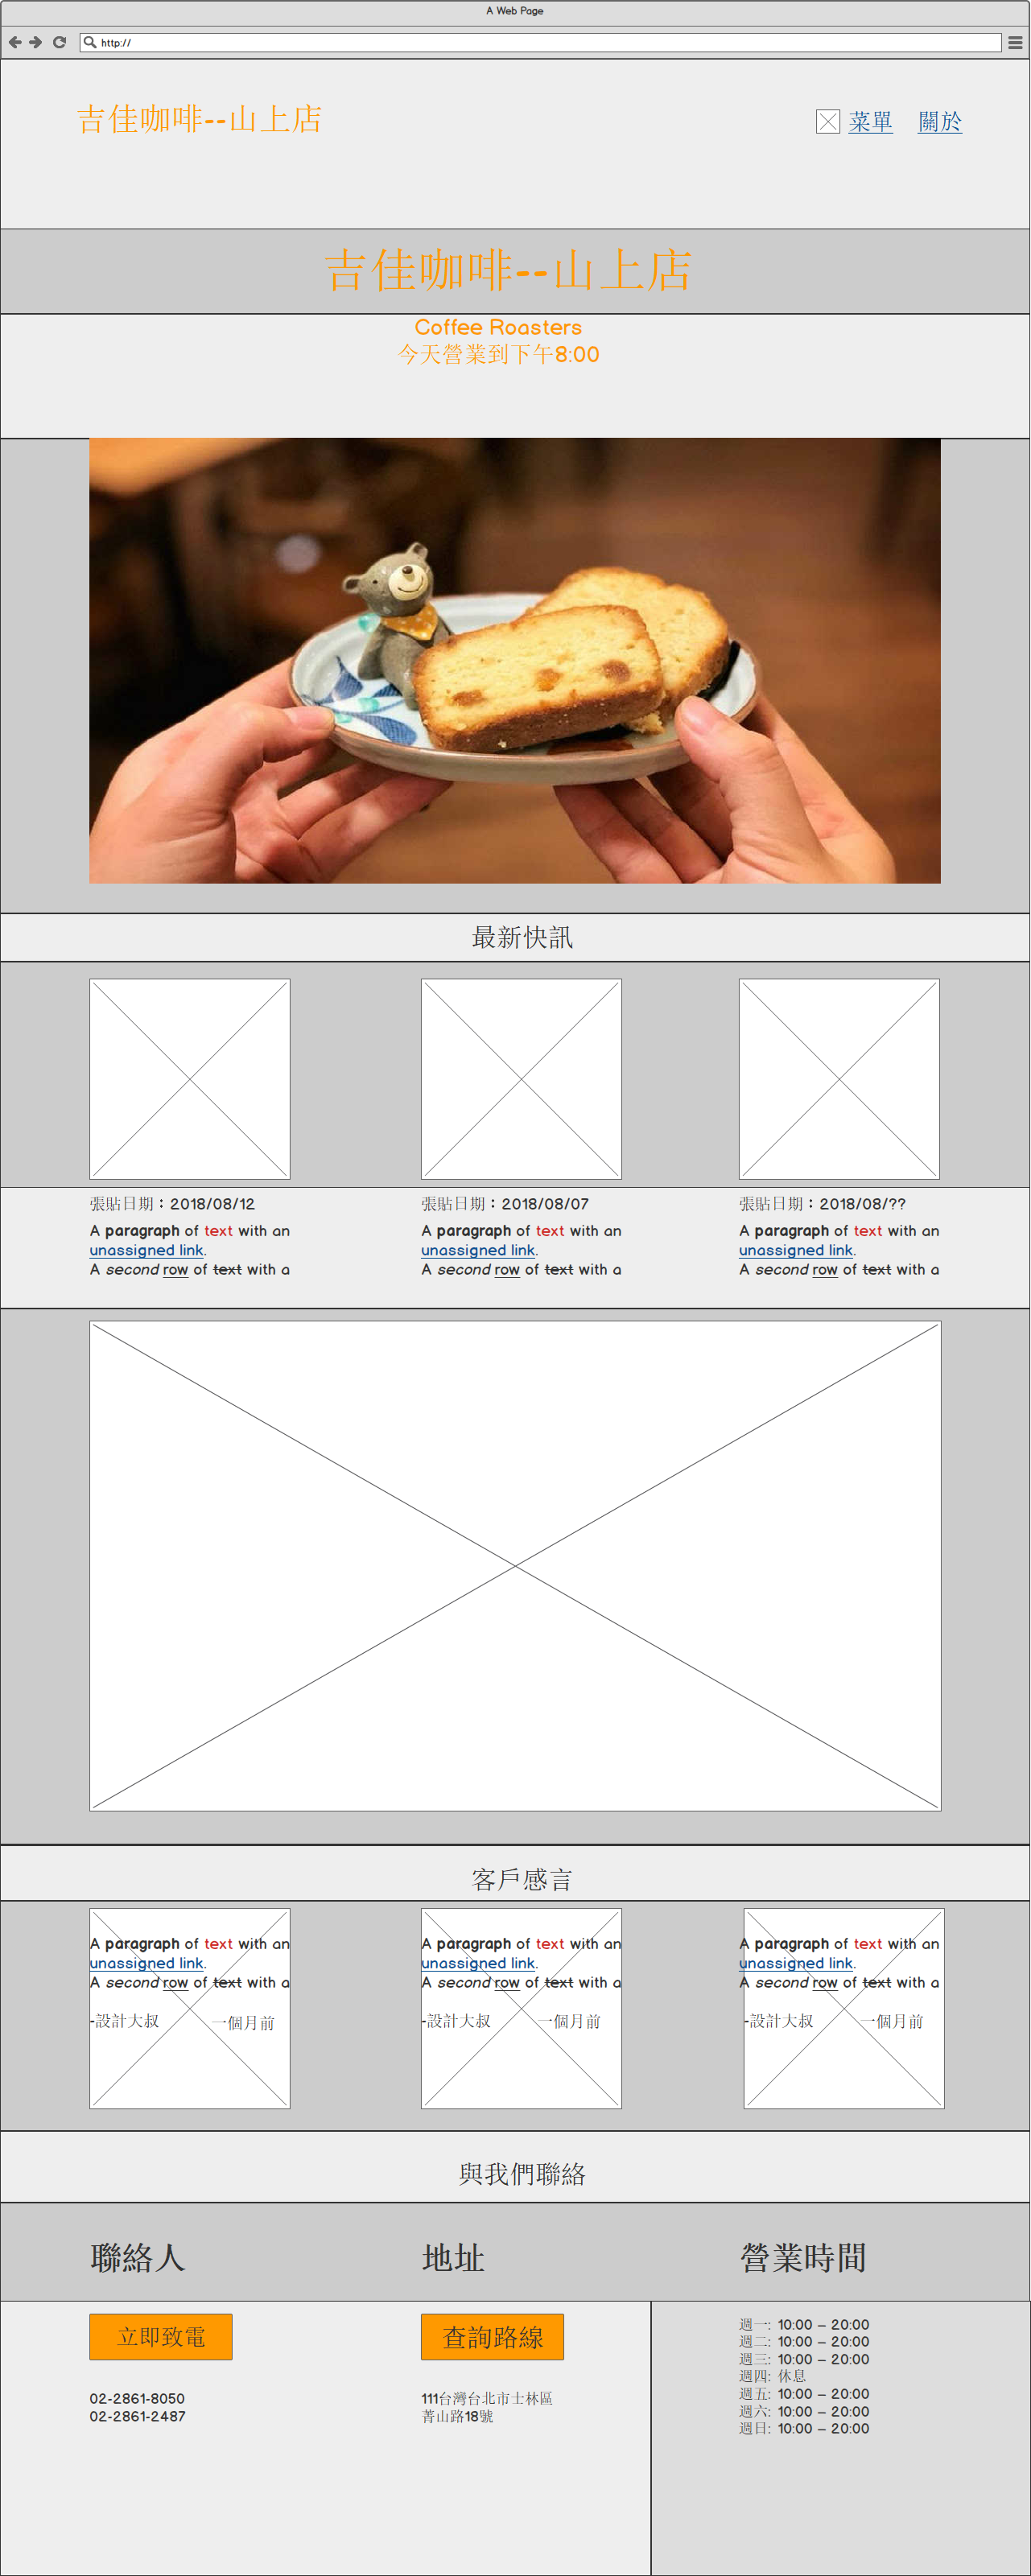 A Web Page
http://
吉佳咖啡--山上店
菜單 關於
吉佳咖啡--山上店
Coffee Roasters
今天營業到下午8:00
最新快訊
張貼日期：2018/08/12
A paragraph of text with an
unassigned link.
A second row of text with a
張貼日期：2018/08/07
A paragraph of text with an
unassigned link.
A second row of text with a
張貼日期：2018/08/??
A paragraph of text with an
unassigned link.
A second row of text with a
客戶感言
A paragraph of text with an
unassigned link.
A second row of text with a
-設計大叔 一個月前
A paragraph of text with an
unassigned link.
A second row of text with a
-設計大叔 一個月前
A paragraph of text with an
unassigned link.
A second row of text with a
-設計大叔 一個月前
與我們聯絡
聯絡人
立即致電
02-2861-8050
02-2861-2487
地址
查詢路線
111台灣台北市士林區
菁山路18號
營業時間
週一: 10:00 – 20:00
週二: 10:00 – 20:00
週三: 10:00 – 20:00
週四: 休息
週五: 10:00 – 20:00
週六: 10:00 – 20:00
週日: 10:00 – 20:00